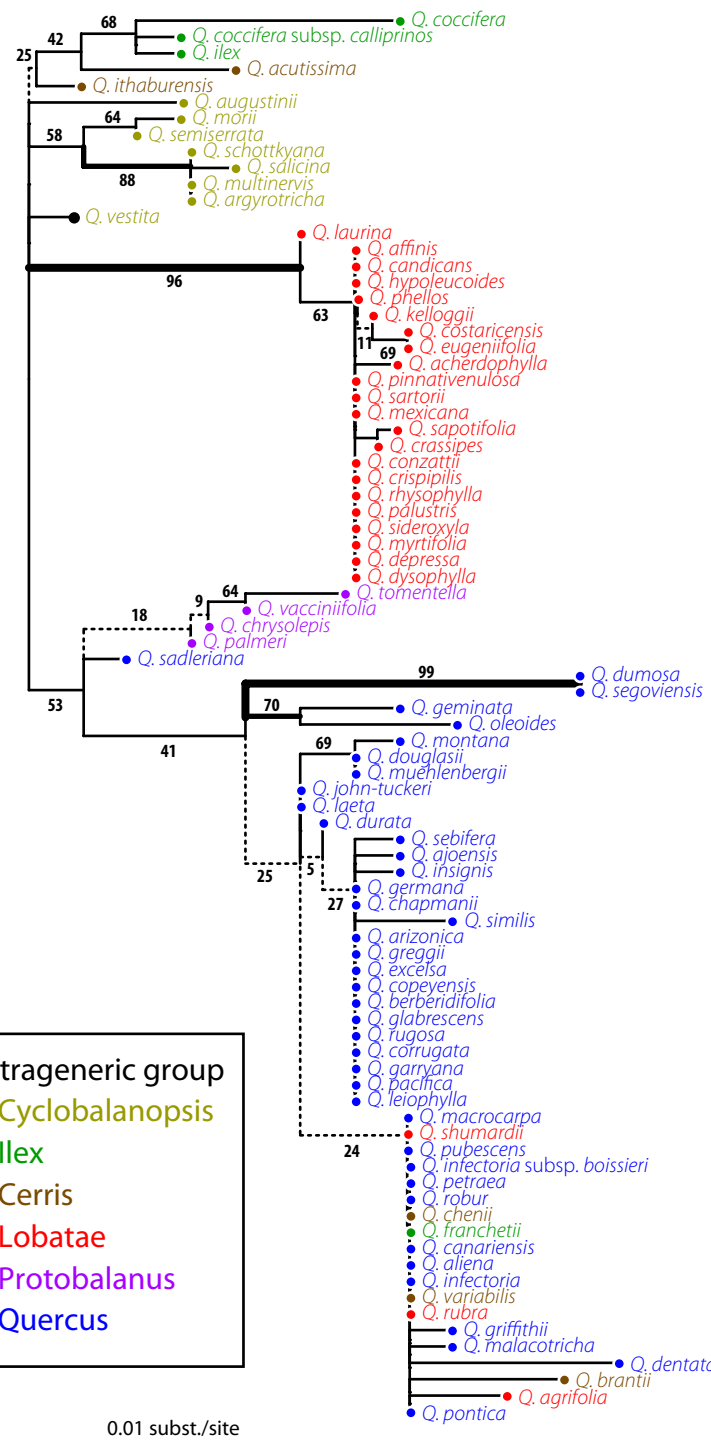 Q. coccifera
68
Q. coccifera subsp. calliprinos
42
Q. ilex
25
Q. acutissima
Q. ithaburensis
Q. augustinii
64
Q. morii
Q. semiserrata
58
Q. schottkyana
Q. salicina
88
Q. multinervis
Q. argyrotricha
Q. vestita
Q. laurina
Q. affinis
Q. candicans
96
Q. hypoleucoides
Q. phellos
63
Q. kelloggii
Q. costaricensis
11
Q. eugeniifolia
69
Q. acherdophylla
Q. pinnativenulosa
Q. sartorii
Q. mexicana
Q. sapotifolia
Q. crassipes
Q. conzattii
Q. crispipilis
Q. rhysophylla
Q. palustris
Q. sideroxyla
Q. myrtifolia
Q. depressa
Q. dysophylla
64
Q. tomentella
9
Q. vacciniifolia
18
Q. chrysolepis
Q. palmeri
Q. sadleriana
99
Q. dumosa
Q. segoviensis
53
70
Q. geminata
Q. oleoides
41
69
Q. montana
Q. douglasii
Q. muehlenbergii
Q. john-tuckeri
Q. laeta
Q. durata
Q. sebifera
Q. ajoensis
25
5
Q. insignis
Q. germana
27
Q. chapmanii
Q. similis
Q. arizonica
Q. greggii
Q. excelsa
Q. copeyensis
Q. berberidifolia
Q. glabrescens
Q. rugosa
Q. corrugata
Q. garryana
Q. pacifica
Q. leiophylla
24
Q. macrocarpa
Q. shumardii
Q. pubescens
Q. infectoria subsp. boissieri
Q. petraea
Q. robur
Q. chenii
Q. franchetii
Q. canariensis
Q. aliena
Q. infectoria
Q. variabilis
Q. rubra
Q. griffithii
Q. malacotricha
Q. dentata
Q. brantii
Q. agrifolia
Q. pontica
trageneric group
Cyclobalanopsis
Ilex
Cerris
Lobatae
Protobalanus
Quercus
0.01 subst./site